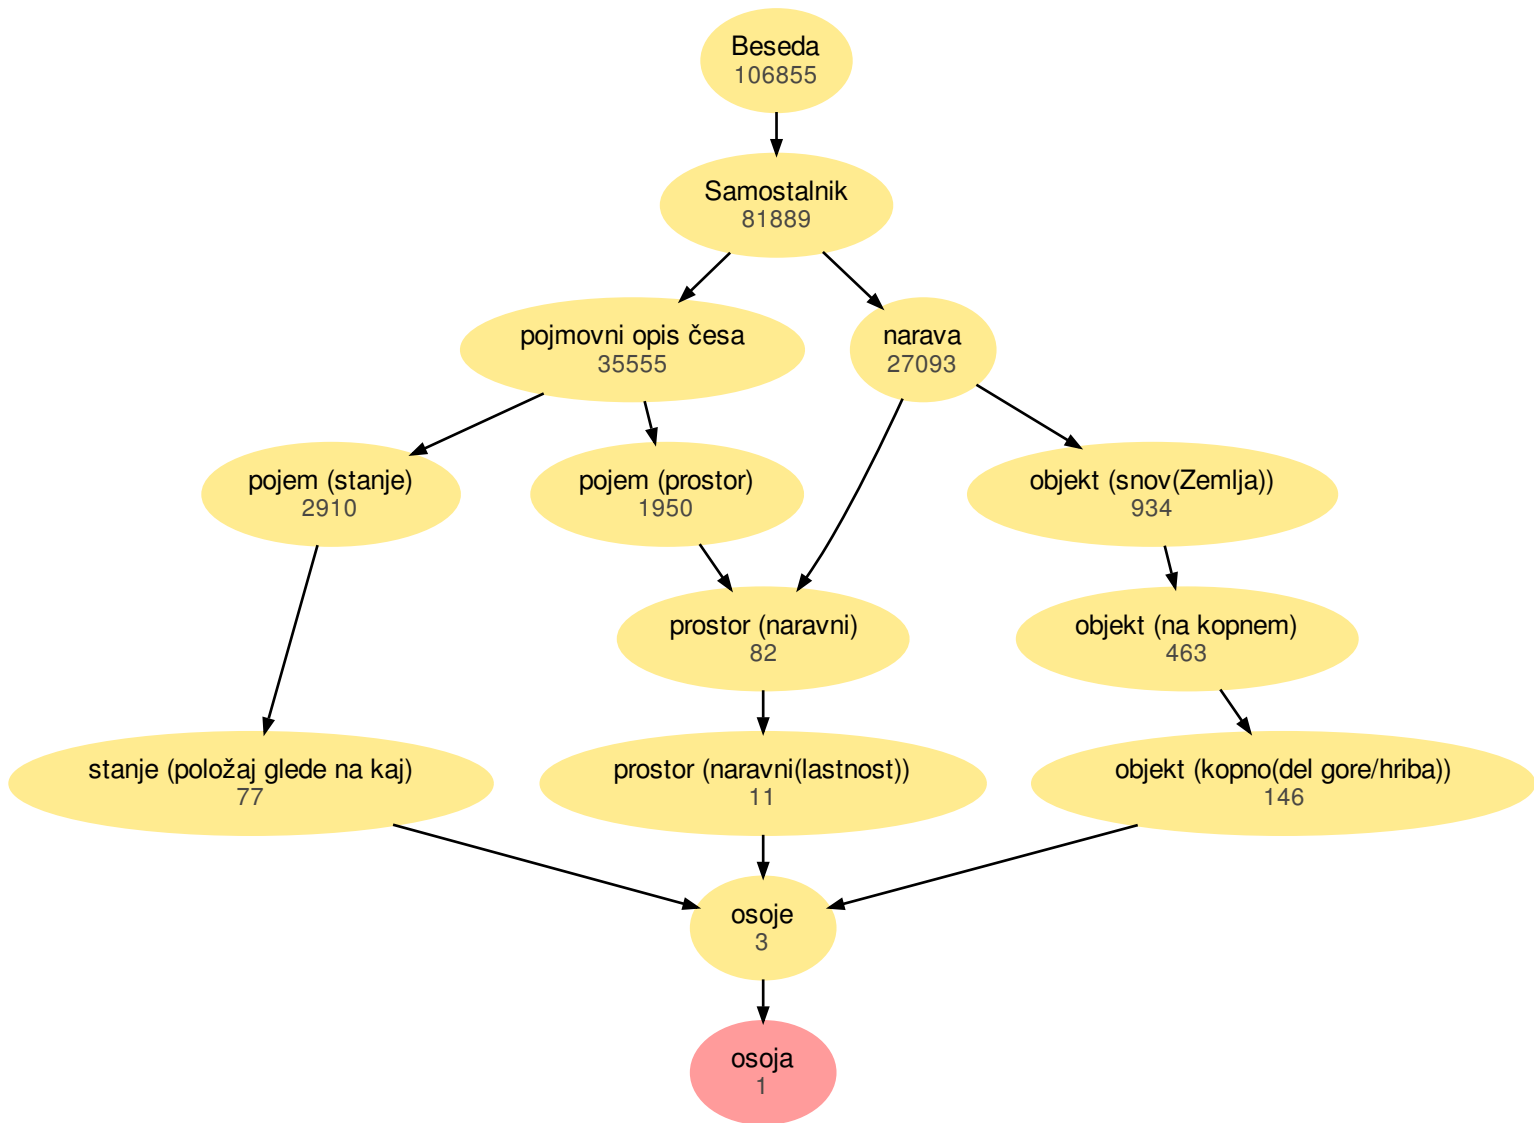 Beseda
106855
Samostalnik
81889
pojmovni opis česa
35555
narava
27093
pojem (stanje)
2910
pojem (prostor)
1950
objekt (snov(Zemlja))
934
prostor (naravni)
82
objekt (na kopnem)
463
stanje (položaj glede na kaj)
77
prostor (naravni(lastnost))
11
objekt (kopno(del gore/hriba))
146
osoje
3
osoja
1